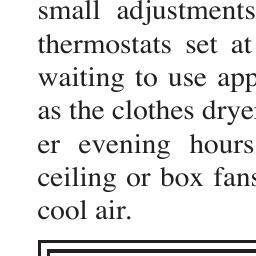 small adjustments
thermostats set at
waiting to use app
as the clothes drye
er evening hours
ceiling or box fans
cool air.